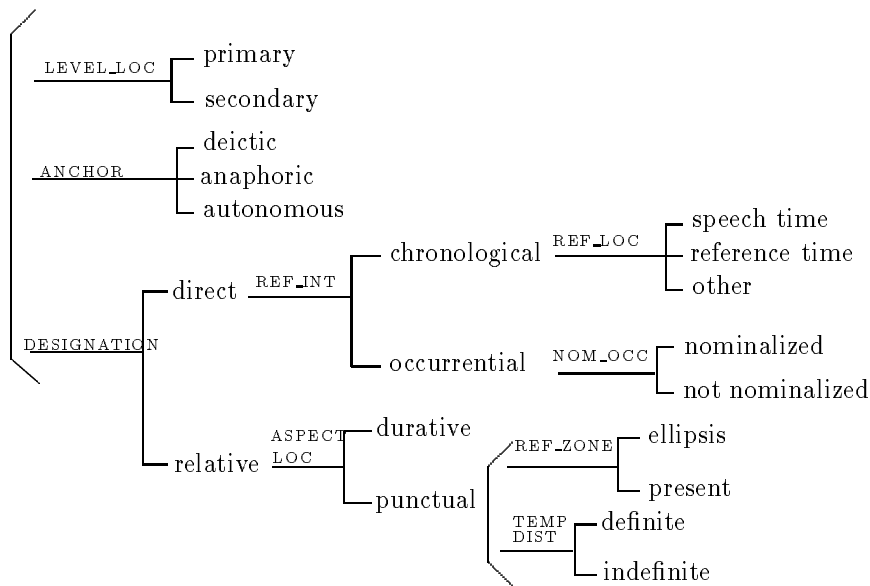 LEVEL_LOC
primary
secondary
ANCHOR
deictic
anaphoric
autonomous
DESIGNATION
direct
REF_INT
chronological
REF_LOC
speech time
reference time
other
occurrential
NOM_OCC
nominalized
not nominalized
relative
ASPECT
LOC
durative
punctual
REF_ZONE
ellipsis
present
TEMP
DIST
definite
indefinite